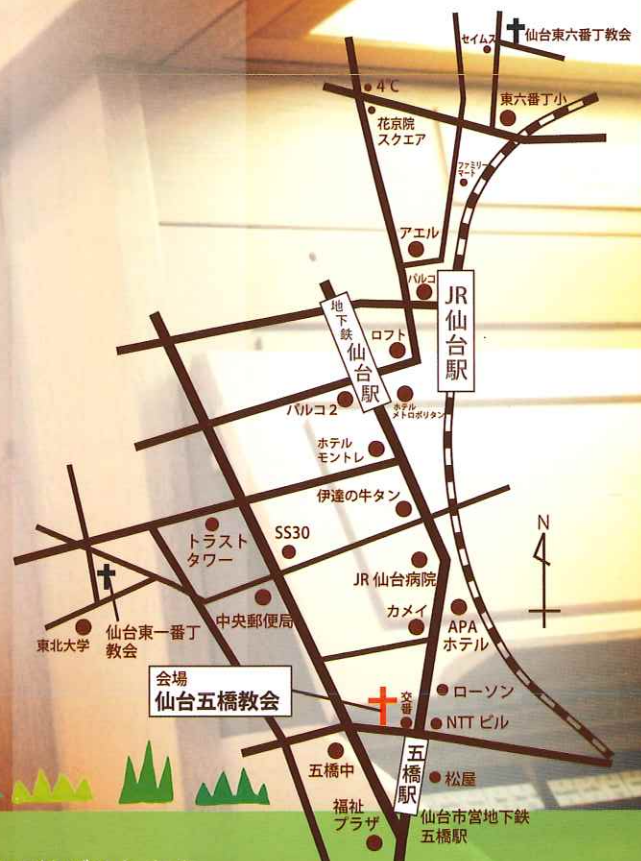 セイムス
仙台東六番丁教会
4℃
花京院
スクエア
東六番丁小
ファミリー
マート
アエル
パルコ
JR仙台駅
地下鉄 仙台駅
ロフト
パルコ2
ホテル
メトロポリタン
ホテル
モントレ
伊達の牛タン
N
トラスト
タワー
SS30
JR仙台病院
中央郵便局
カメイ
APA
ホテル
東北大学
仙台東一番丁
教会
会場
仙台五橋教会
交番
ローソン
NTTビル
五橋中
五橋駅
松屋
福祉
プラザ
仙台市営地下鉄
五橋駅